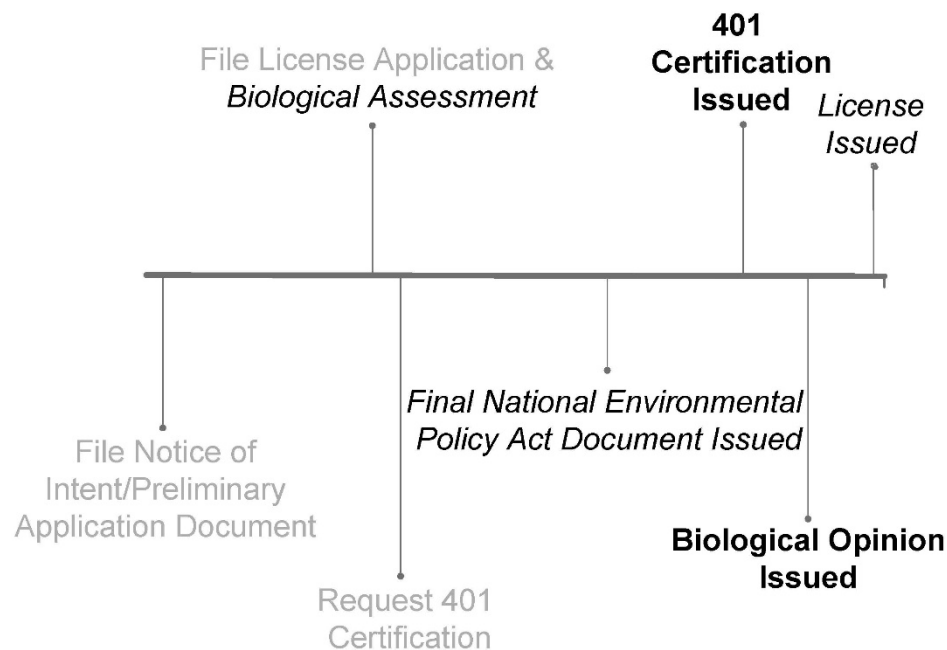 File License Application &
Biological Assessment
401
Certification
Issued
License
Issued
File Notice of
Intent/Preliminary
Application Document
Request 401
Certification
Final National Environmental
Policy Act Document Issued
Biological Opinion
Issued